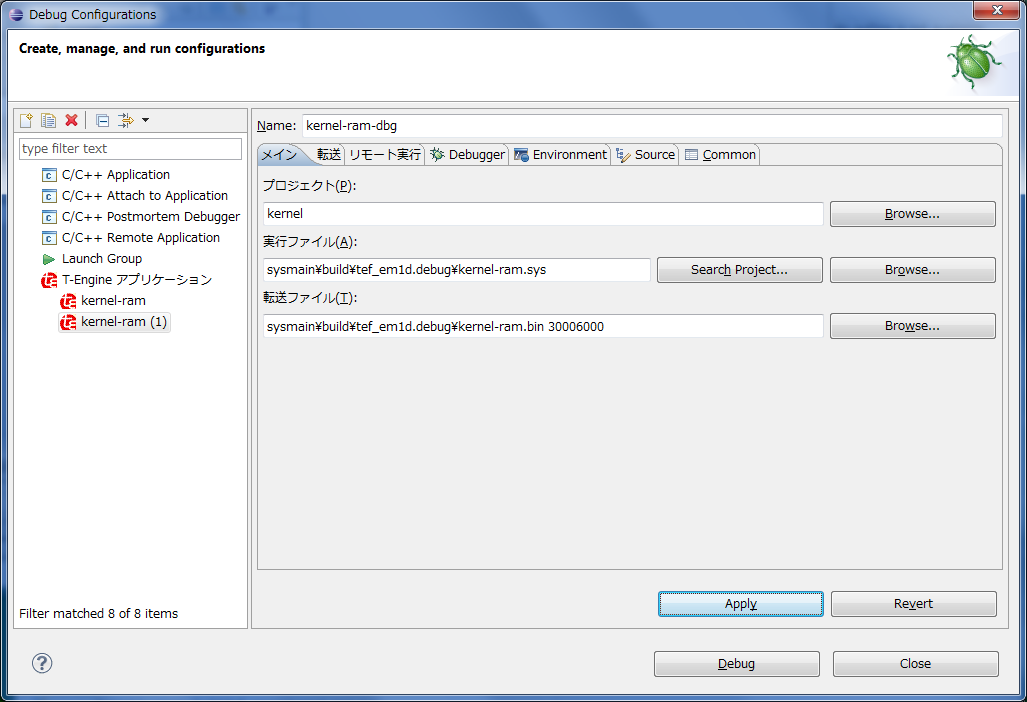 Debug Configurations
Create, manage, and run configurations
type filter text
C/C++ Application
C/C++ Attach to Application
C/C++ Postmortem Debugger
C/C++ Remote Application
Launch Group
T-Engine アプリケーション
kernel-ram
kernel-ram (1)
Filter matched 8 of 8 items
Name: kernel-ram-dbg
メイン 転送 リモート実行 Debugger Environment Source Common
プロジェクト(P):
kernel Browse...
実行ファイル(A):
sysmain¥build¥tef_em1d.debug¥kernel-ram.sys Search Project... Browse...
転送ファイル(T):
sysmain¥build¥tef_em1d.debug¥kernel-ram.bin 30006000 Browse...
Apply Revert
? Debug Close